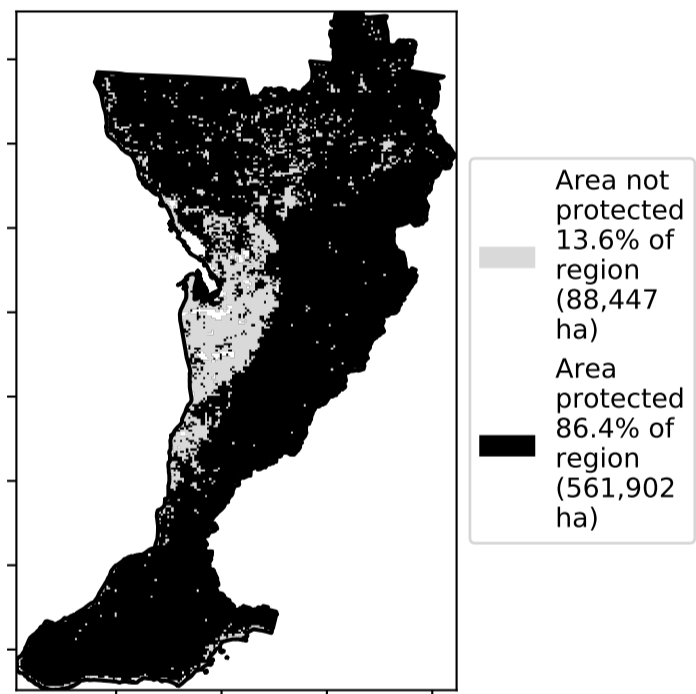 Area not
protected
13.6% of
region
(88,447
ha)
Area
protected
86.4% of
region
(561,902
ha)